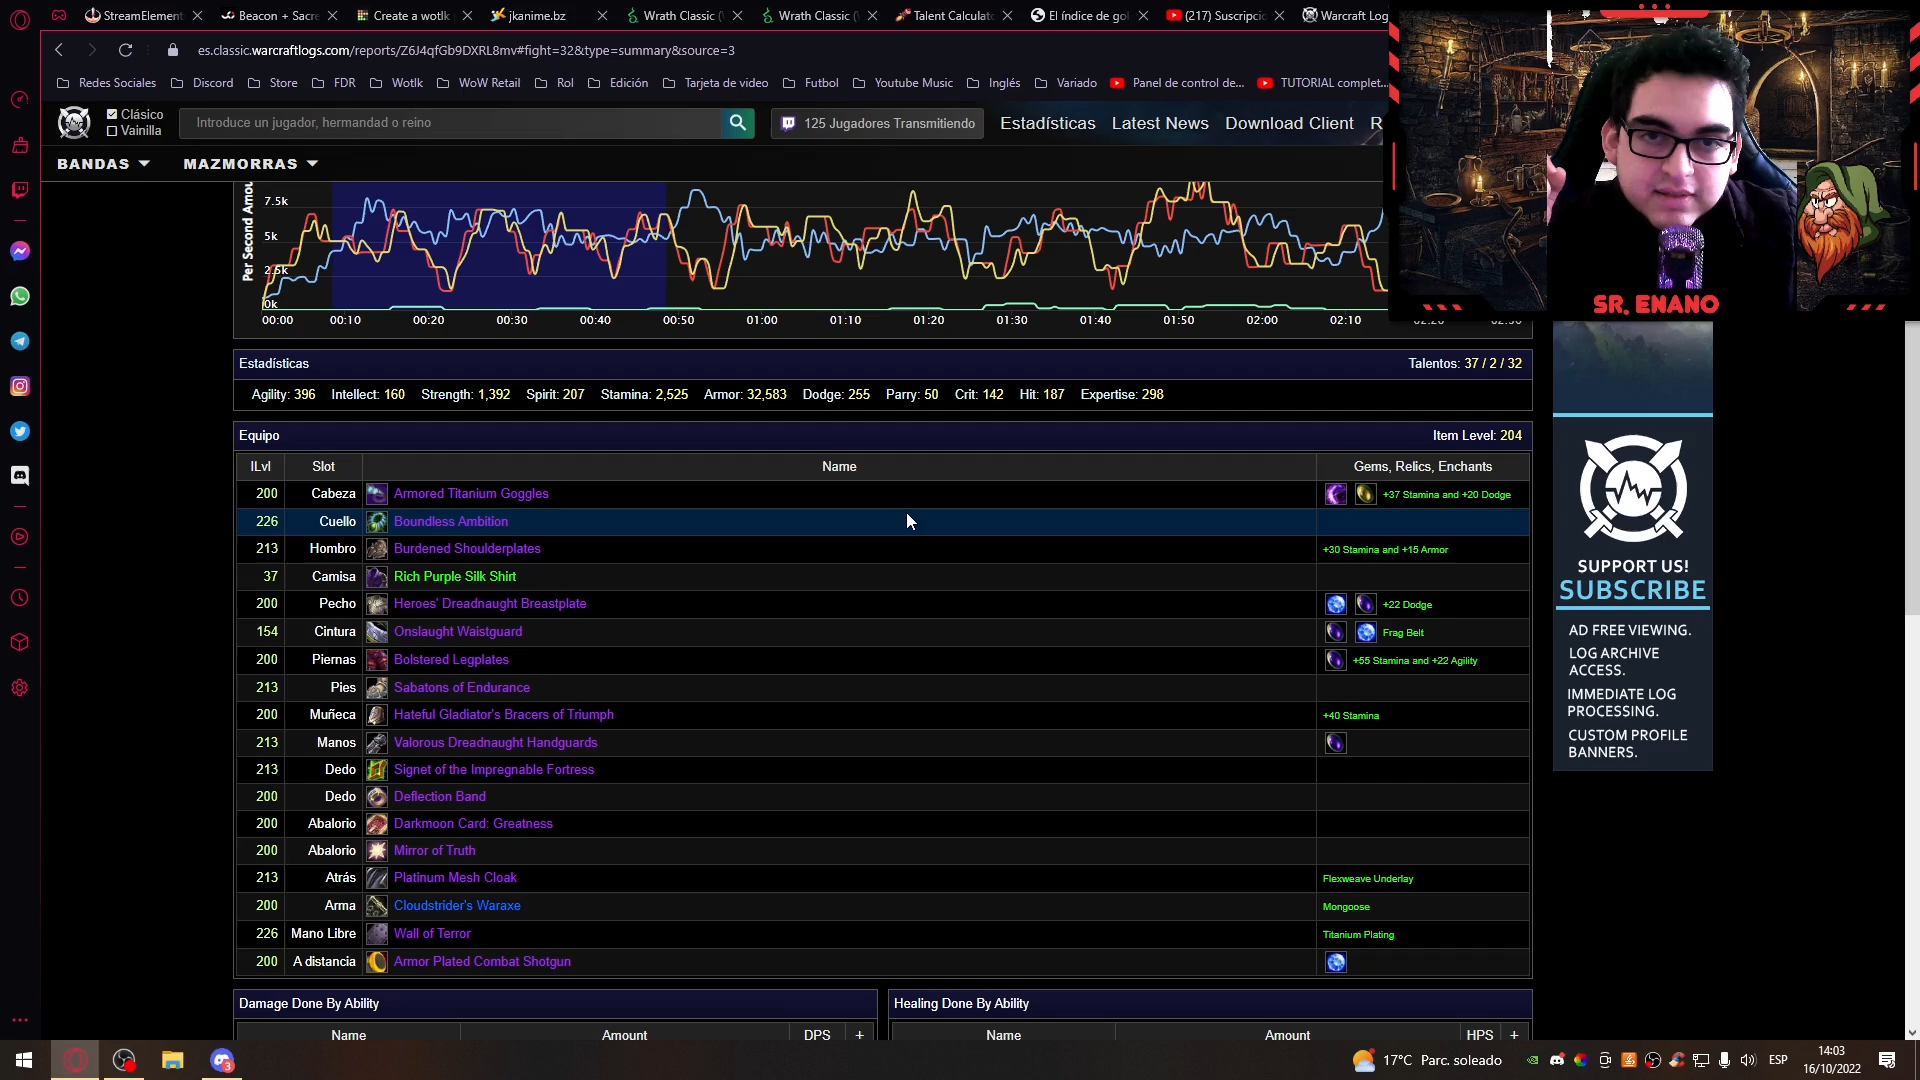 StreamElement
Beacon + Sacre
Create a wotlk
jkanime.bz
Wrath Classic (
Wrath Classic (
Talent Calculato
El índice de go
(217) Suscripcio
Warcraft Log
es.classic.warcraftlogs.com/reports/Z6J4qfGb9DXRL8mv#fight=32&type=summary&source=3
Redes Sociales
Discord
Store
FDR
Wotlk
WoW Retail
Rol
Edición
Tarjeta de video
Futbol
Youtube Music
Inglés
Variado
Panel de control de...
TUTORIAL complet...
Clásico
Vainilla
Introduce un jugador, hermandad o reino
125 Jugadores Transmitiendo
Estadísticas
Latest News
Download Client
R
BANDAS
MAZMORRAS
SR. ENANO
Per Second Amou
7.5k
5k
2.5k
0k
00:00 00:10 00:20 00:30 00:40 00:50 01:00 01:10 01:20 01:30 01:40 01:50 02:00 02:10 02:20 02:30
Estadísticas
Talentos: 37 / 2 / 32
Agility: 396 Intellect: 160 Strength: 1,392 Spirit: 207 Stamina: 2,525 Armor: 32,583 Dodge: 255 Parry: 50 Crit: 142 Hit: 187 Expertise: 298
Equipo
Item Level: 204
ILvl Slot Name Gems, Relics, Enchants
200 Cabeza Armored Titanium Goggles +37 Stamina and +20 Dodge
226 Cuello Boundless Ambition
213 Hombro Burdened Shoulderplates +30 Stamina and +15 Armor
37 Camisa Rich Purple Silk Shirt
200 Pecho Heroes' Dreadnaught Breastplate +22 Dodge
154 Cintura Onslaught Waistguard Frag Belt
200 Piernas Bolstered Legplates +55 Stamina and +22 Agility
213 Pies Sabatons of Endurance
200 Muñeca Hateful Gladiator's Bracers of Triumph +40 Stamina
213 Manos Valorous Dreadnaught Handguards
213 Dedo Signet of the Impregnable Fortress
200 Dedo Deflection Band
200 Abalorio Darkmoon Card: Greatness
200 Abalorio Mirror of Truth
213 Atrás Platinum Mesh Cloak Flexweave Underlay
200 Arma Cloudstrider's Waraxe Mongoose
226 Mano Libre Wall of Terror Titanium Plating
200 A distancia Armor Plated Combat Shotgun
Damage Done By Ability
Name Amount DPS +
Healing Done By Ability
Name Amount HPS +
SUPPORT US!
SUBSCRIBE
AD FREE VIEWING.
LOG ARCHIVE
ACCESS.
IMMEDIATE LOG
PROCESSING.
CUSTOM PROFILE
BANNERS.
3
17°C Parc. soleado
ESP
14:03
16/10/2022